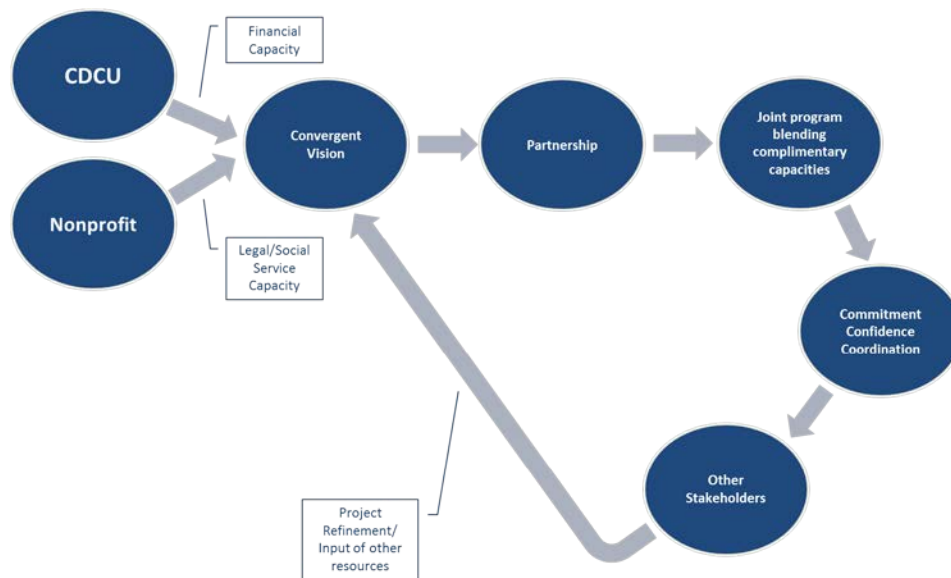 Financial
Capacity
CDCU
Convergent
Vision
Partnership
Joint program
blending
complimentary
capacities
Nonprofit
Legal/Social
Service
Capacity
Commitment
Confidence
Coordination
Other
Stakeholders
Project
Refinement/
Input of other
resources